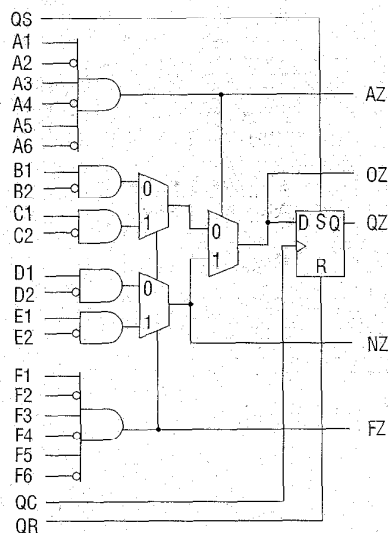 QS
A1
A2
A3
A4
A5
A6
AZ
B1
B2
0
1
C1
C2
OZ
0
1
D S Q
R
QZ
D1
D2
0
1
E1
E2
NZ
F1
F2
F3
F4
F5
F6
FZ
QC
QR